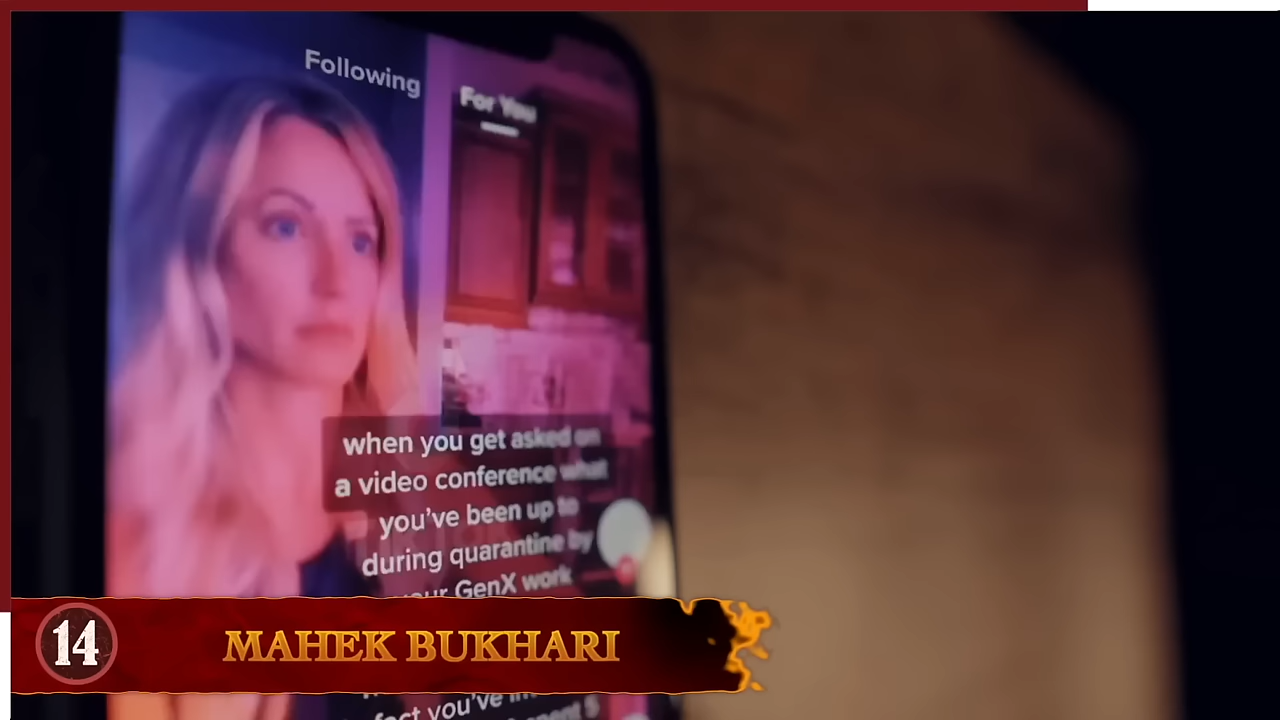 Following
For You
when you get asked on
a video conference what
you've been up to
during quarantine by
GenX work
14
MAHEK BUKHARI
you've